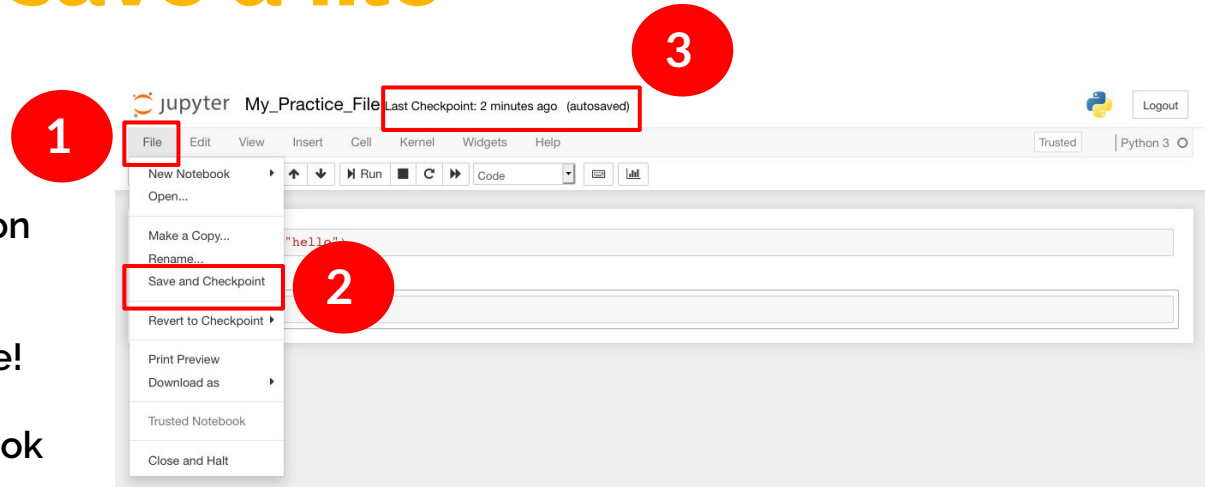 3
jupyter My_Practice_File Last Checkpoint: 2 minutes ago (autosaved)
Logout
1
File Edit View Insert Cell Kernel Widgets Help
Trusted Python 3
New Notebook
Run Code
Open...
on
Make a Copy...
"hello")
Rename...
Save and Checkpoint
2
Revert to Checkpoint
e!
Print Preview
Download as
Trusted Notebook
ok
Close and Halt